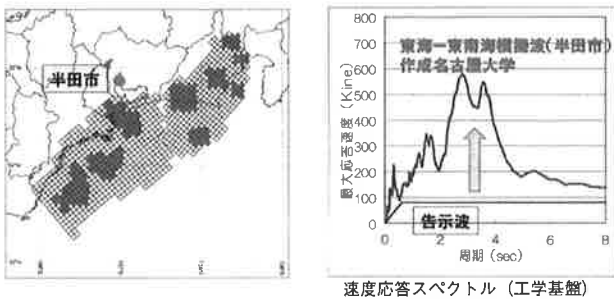 半田市
800
700
600
500
400
300
200
100
0
最大応答速度 (Kine)
東海ー東南海模擬波(半田市)
作成名古屋大学
告示波
0 2 4 6 8
周期 (sec)
速度応答スペクトル (工学基盤)